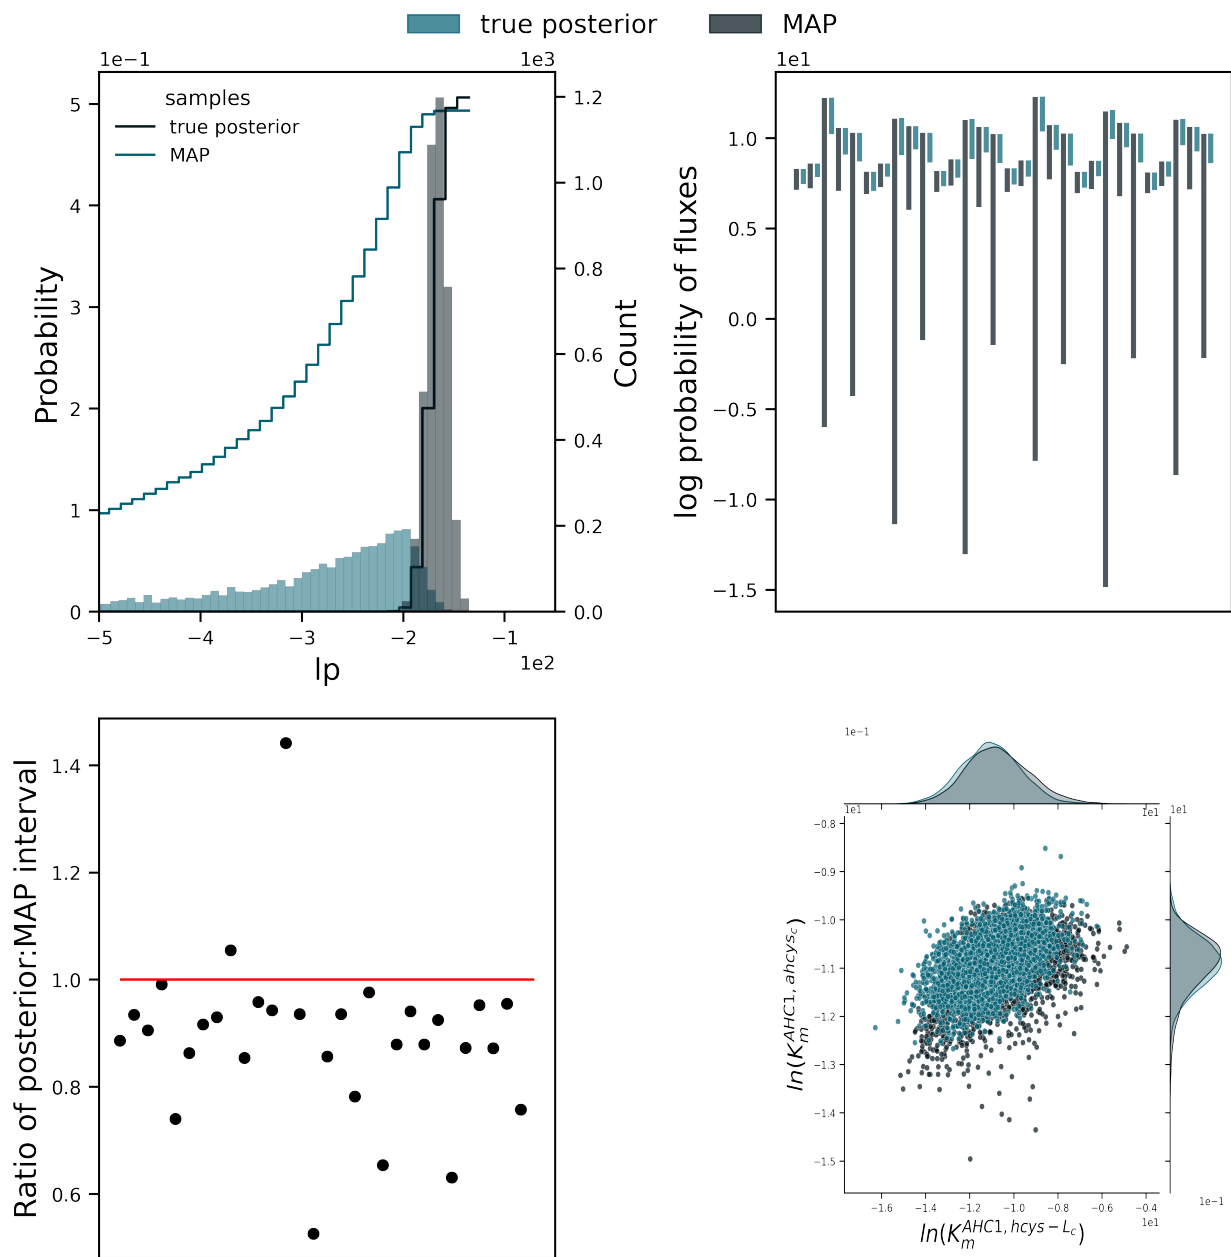 true posterior MAP
1e−1 1e3
samples
true posterior
MAP
Probability
5
4
3
2
1
0
1.2
1.0
0.8
0.6
0.4
0.2
0.0
Count
−5 −4 −3 −2 −1
1e2
lp
1e1
log probability of fluxes
1.0
0.5
0.0
−0.5
−1.0
−1.5
Ratio of posterior:MAP interval
1.4
1.2
1.0
0.8
0.6
1e−1
1e1 1e1 1e1
ln(K_m^{AHC1, ahcys_c})
−0.8
−0.9
−1.0
−1.1
−1.2
−1.3
−1.4
−1.5
1e−1
−1.6 −1.4 −1.2 −1.0 −0.8 −0.6 −0.4
1e1
ln(K_m^{AHC1, hcys−L_c})